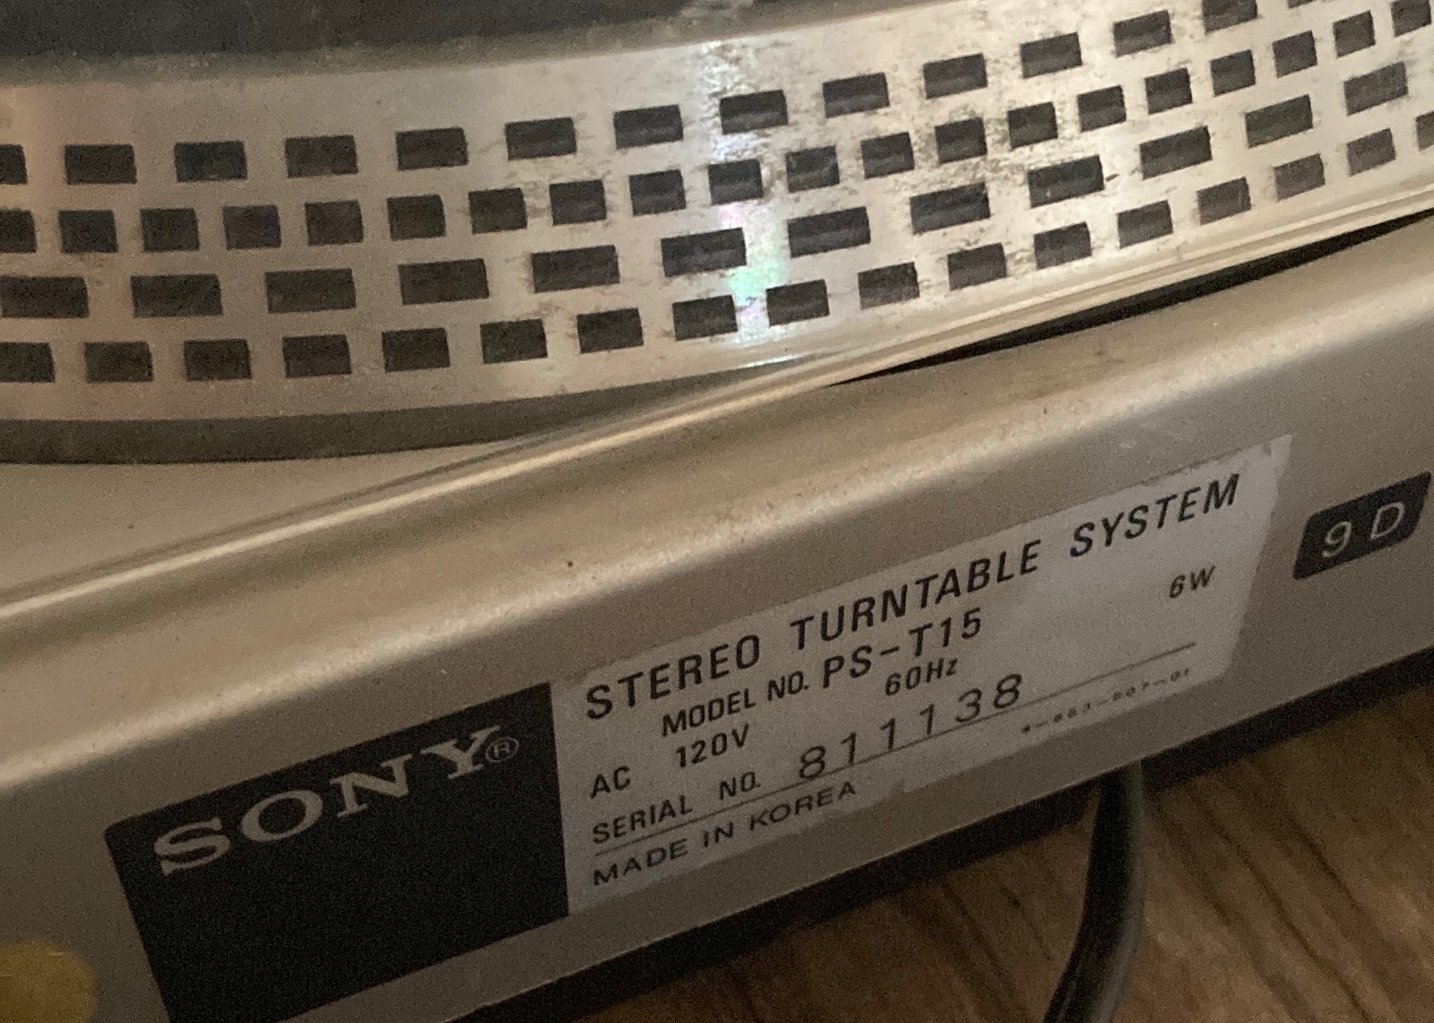 SONY®
STEREO TURNTABLE SYSTEM
MODEL NO. PS-T15
AC 120V 60Hz 6W
SERIAL NO. 811138
MADE IN KOREA
9D